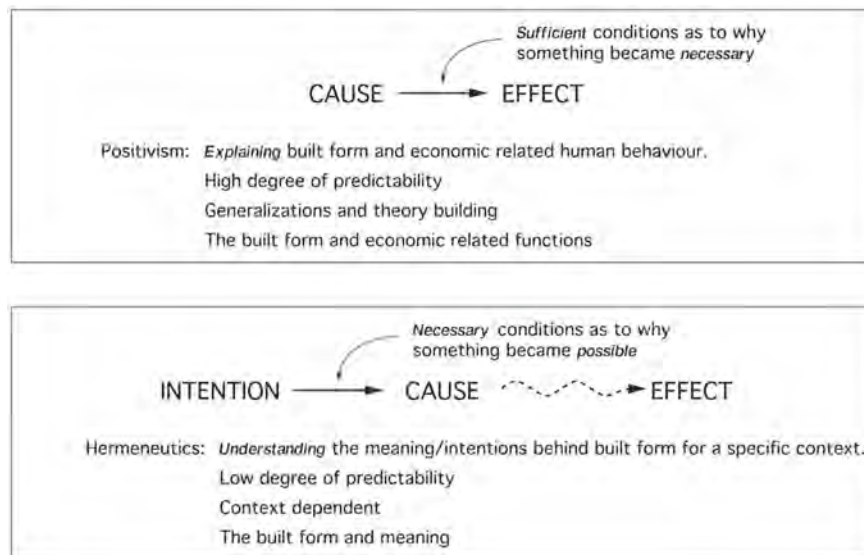 Sufficient conditions as to why
something became necessary
CAUSE EFFECT
Positivism: Explaining built form and economic related human behaviour.
High degree of predictability
Generalizations and theory building
The built form and economic related functions
Necessary conditions as to why
something became possible
INTENTION CAUSE EFFECT
Hermeneutics: Understanding the meaning/intentions behind built form for a specific context.
Low degree of predictability
Context dependent
The built form and meaning